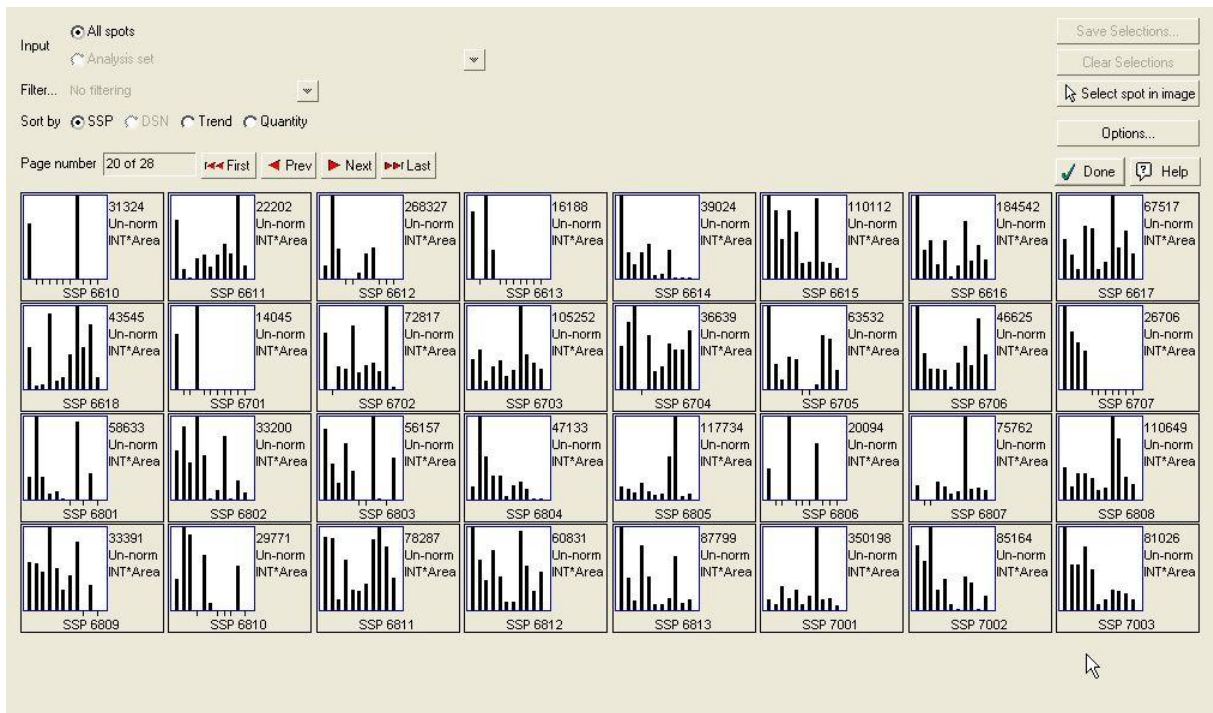 Input All spots Save Selections...
Analysis set Clear Selections
Filter... No filtering Select spot in image
Sort by SSP DSN Trend Quantity Options...
Page number 20 of 28 First Prev Next Last Done Help
31324 22202 268327 16188 39024 110112 184542 67517
Un-norm Un-norm Un-norm Un-norm Un-norm Un-norm Un-norm Un-norm
INT*Area INT*Area INT*Area INT*Area INT*Area INT*Area INT*Area INT*Area
SSP 6610 SSP 6611 SSP 6612 SSP 6613 SSP 6614 SSP 6615 SSP 6616 SSP 6617
43545 14045 72817 105252 36639 63532 46625 26706
Un-norm Un-norm Un-norm Un-norm Un-norm Un-norm Un-norm Un-norm
INT*Area INT*Area INT*Area INT*Area INT*Area INT*Area INT*Area INT*Area
SSP 6618 SSP 6701 SSP 6702 SSP 6703 SSP 6704 SSP 6705 SSP 6706 SSP 6707
58633 33200 56157 47133 117734 20094 75762 110649
Un-norm Un-norm Un-norm Un-norm Un-norm Un-norm Un-norm Un-norm
INT*Area INT*Area INT*Area INT*Area INT*Area INT*Area INT*Area INT*Area
SSP 6801 SSP 6802 SSP 6803 SSP 6804 SSP 6805 SSP 6806 SSP 6807 SSP 6808
33391 29771 78287 60831 87799 350198 85164 81026
Un-norm Un-norm Un-norm Un-norm Un-norm Un-norm Un-norm Un-norm
INT*Area INT*Area INT*Area INT*Area INT*Area INT*Area INT*Area INT*Area
SSP 6809 SSP 6810 SSP 6811 SSP 6812 SSP 6813 SSP 7001 SSP 7002 SSP 7003